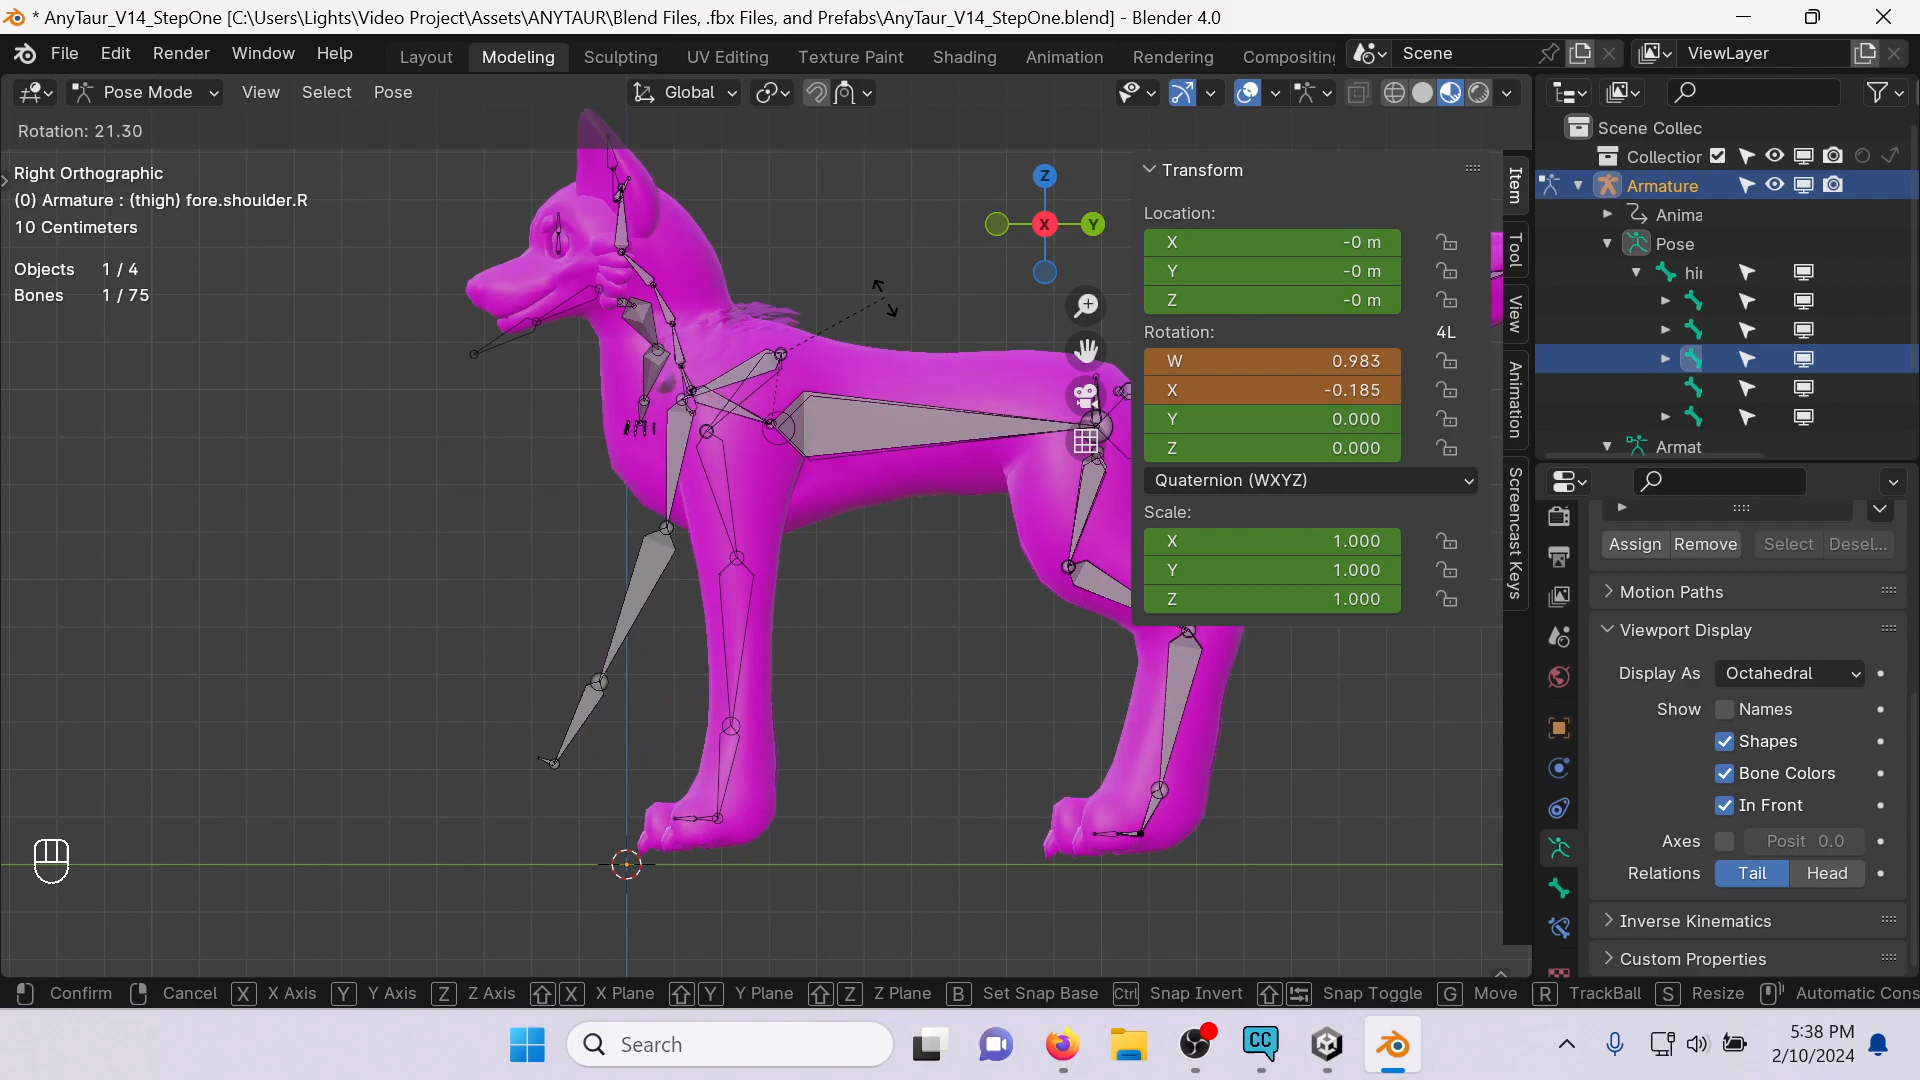 * AnyTaur_V14_StepOne [C:\Users\Lights\Video Project\Assets\ANYTAUR\Blend Files, .fbx Files, and Prefabs\AnyTaur_V14_StepOne.blend] - Blender 4.0
File Edit Render Window Help Layout Modeling Sculpting UV Editing Texture Paint Shading Animation Rendering Compositing Scene ViewLayer
Pose Mode View Select Pose Global
Rotation: 21.30
Right Orthographic
(0) Armature : (thigh) fore.shoulder.R
10 Centimeters
Objects 1 / 4
Bones 1 / 75
Z
X
Y
Transform
Location:
X -0 m
Y -0 m
Z -0 m
Rotation: 4L
W 0.983
X -0.185
Y 0.000
Z 0.000
Quaternion (WXYZ)
Scale:
X 1.000
Y 1.000
Z 1.000
Item
Tool
View
Animation
Screencast Keys
Scene Collec
Collectior
Armature
Anima
Pose
hir
Armat
Assign Remove Select Desel...
Motion Paths
Viewport Display
Display As Octahedral
Show Names
Shapes
Bone Colors
In Front
Axes Posit 0.0
Relations Tail Head
Inverse Kinematics
Custom Properties
Confirm Cancel X X Axis Y Y Axis Z Z Axis X X Plane Y Y Plane Z Z Plane B Set Snap Base Ctrl Snap Invert Snap Toggle G Move R TrackBall S Resize Automatic Cons
Search
CC
5:38 PM
2/10/2024